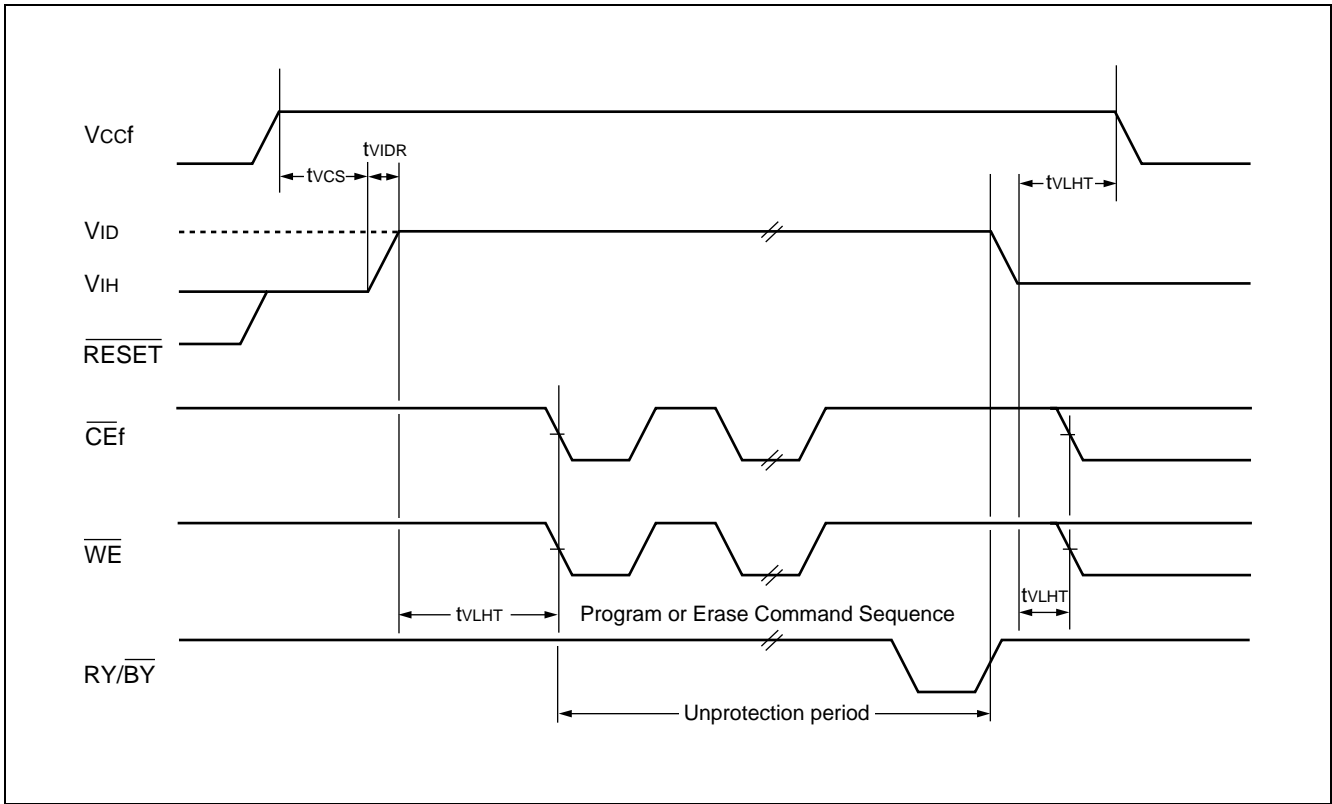 VCCf
tVIDR
tVCS
tVLHT
VID
VIH
RESET
CEf
WE
tVLHT
tVLHT
Program or Erase Command Sequence
RY/BY
Unprotection period